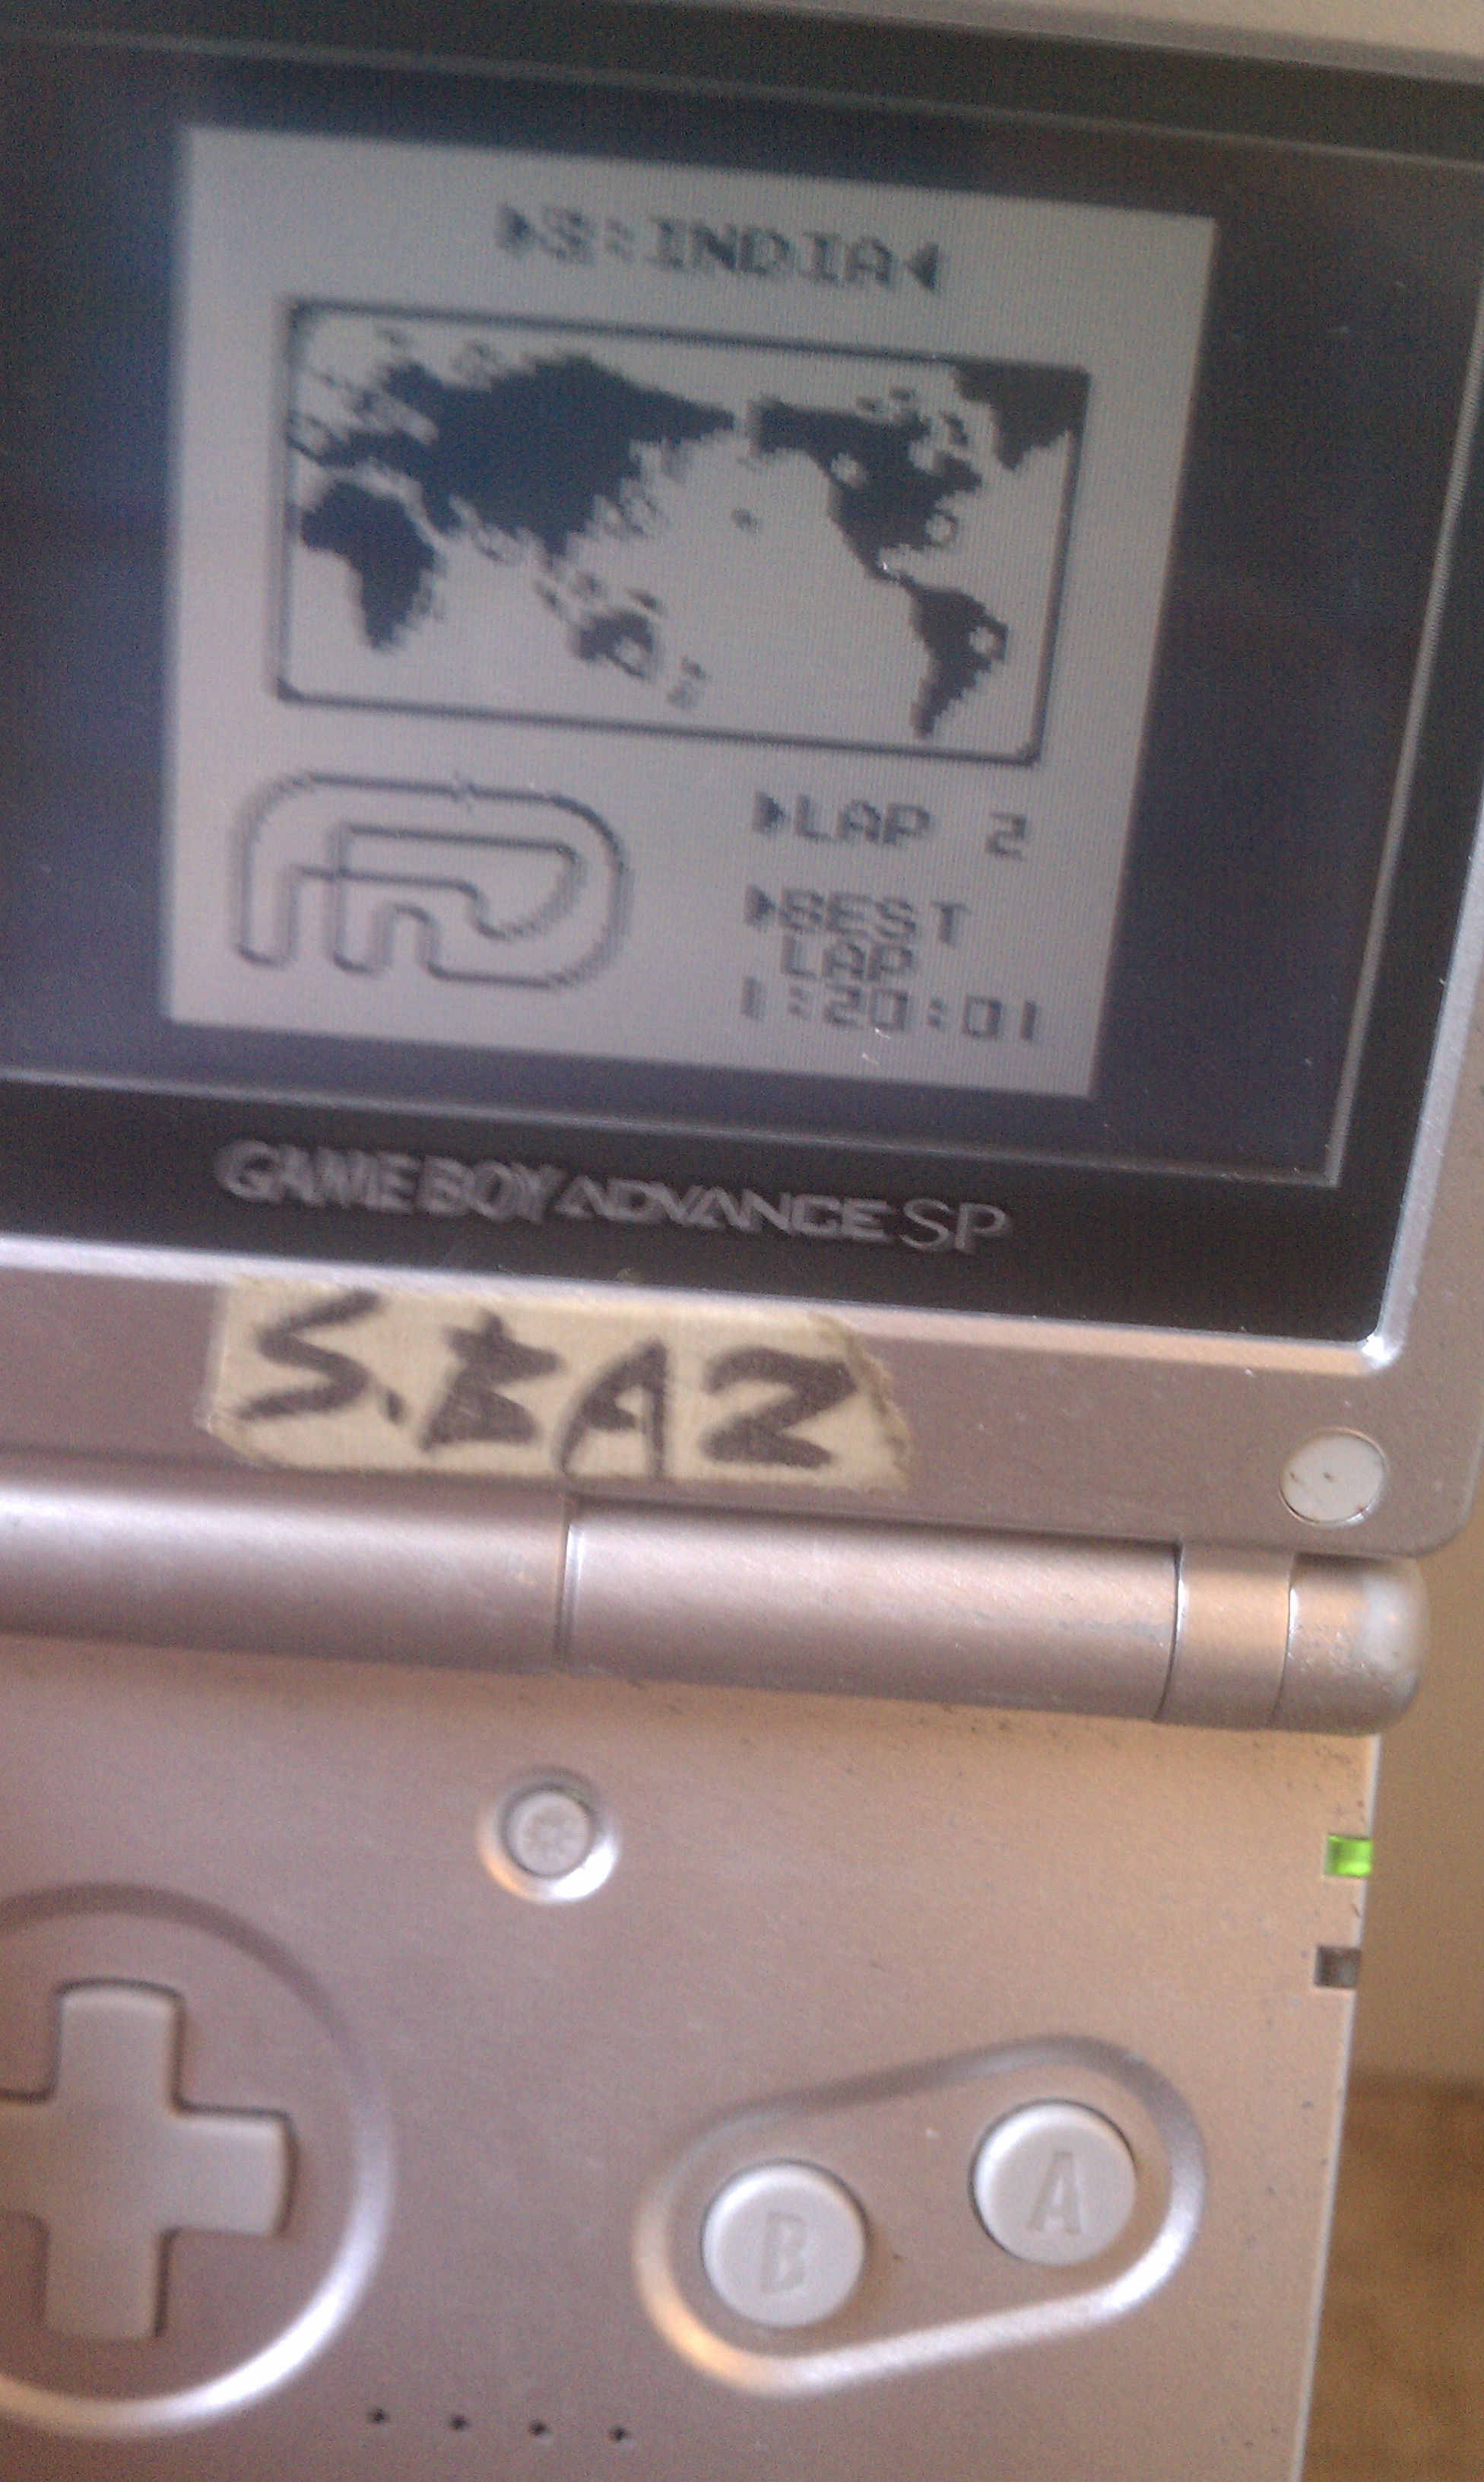 3:INDIA
LAP 2
BEST
LAP
1:20:01
GAME BOY ADVANCE SP
S.BAZ
A
B